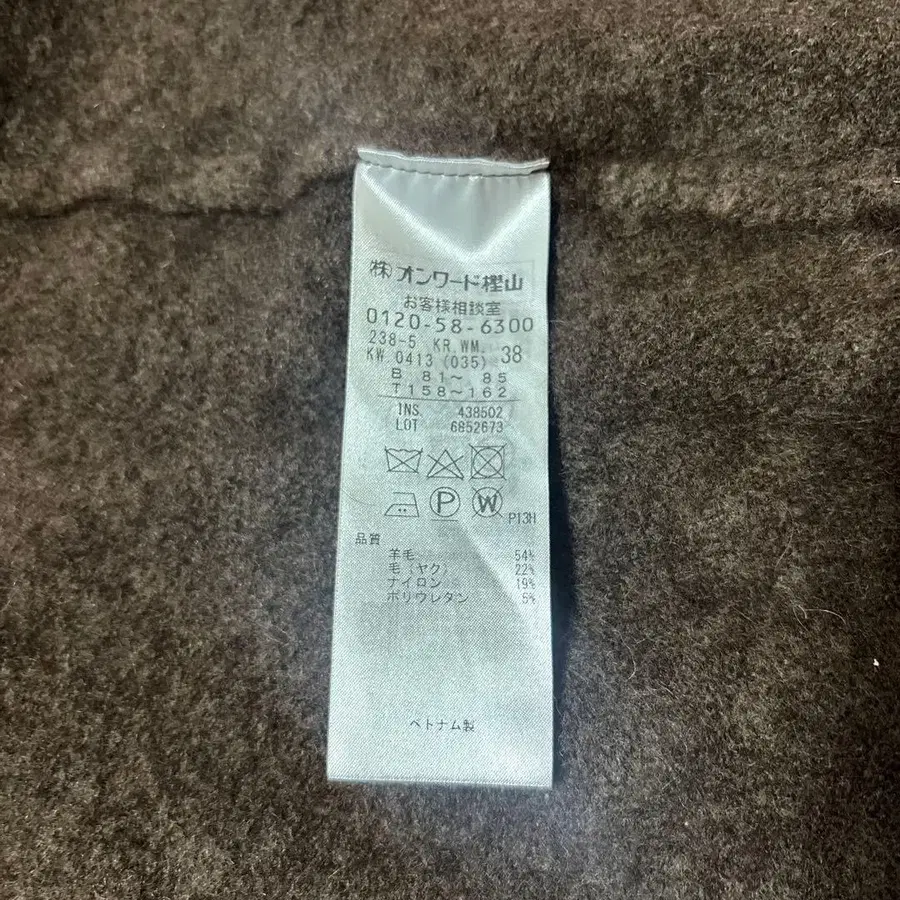 ㈱オンワード樫山
お客様相談室
0120-58-6300
238-5 KR.WM. 38
KW 0413 (035)
B 81〜 85
T158〜162
INS. 438502
LOT 6852673
P W P13H
品質
羊毛 54%
毛(ヤク) 22%
ナイロン 19%
ポリウレタン 5%
ベトナム製